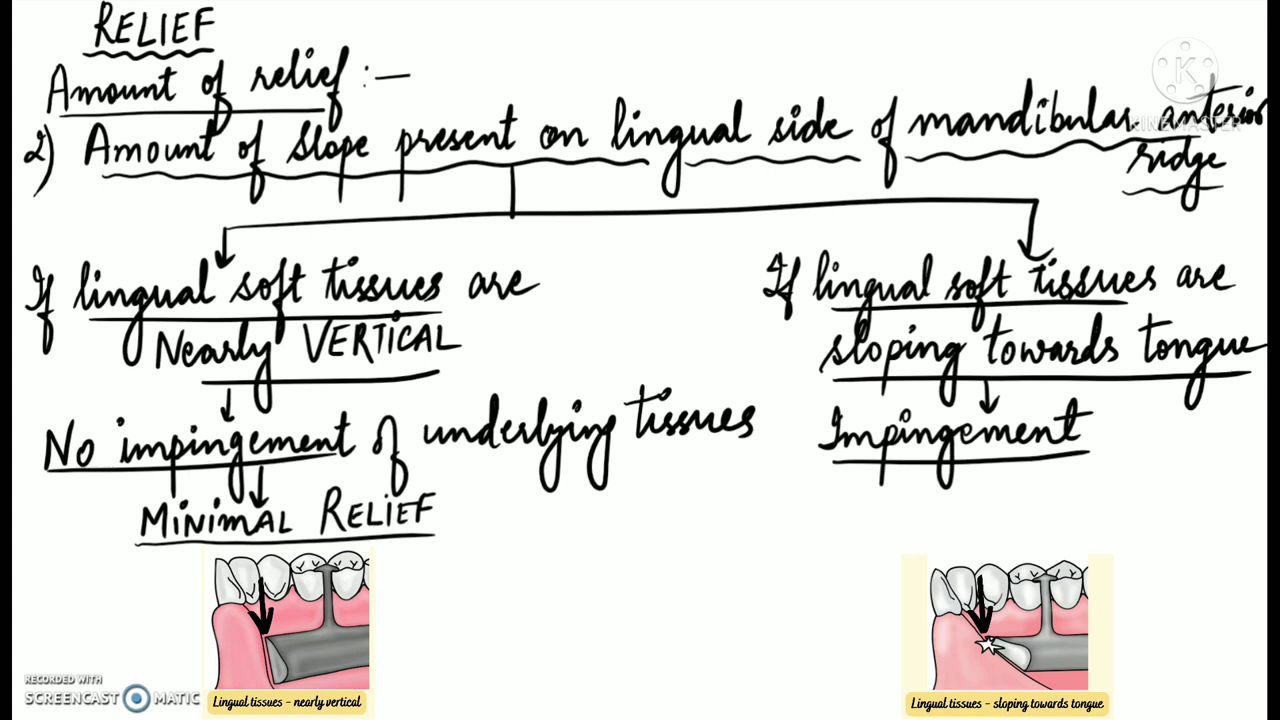 RELIEF
Amount of relief :—
2) Amount of slope present on lingual side of mandibular anterior
ridge
If lingual soft tissues are
Nearly VERTICAL
No impingement of underlying tissues
MINIMAL RELIEF
If lingual soft tissues are
sloping towards tongue
Impingement
Lingual tissues - nearly vertical
Lingual tissues - sloping towards tongue
K
KINEMASTER
RECORDED WITH
SCREENCAST MATIC